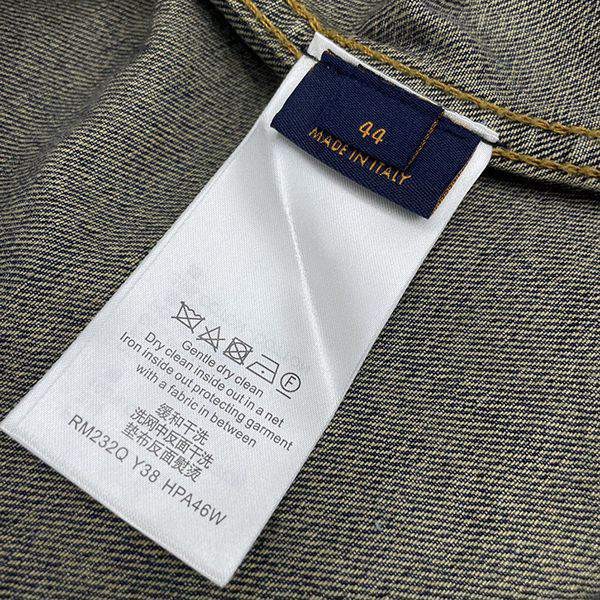 44
MADE IN ITALY
Gentle dry clean
Dry clean inside out in a net
Iron inside out protecting garment
with a fabric in between
缓和干洗
洗网中反面干洗
垫布反面熨烫
RM232Q Y38 HPA46W